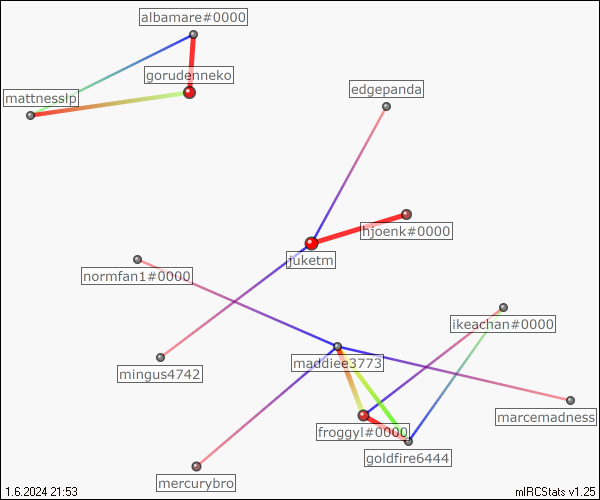 albamare#0000
gorudenneko
mattnesslp
edgepanda
hjoenk#0000
juketm
normfan1#0000
ikeachan#0000
maddiee3773
mingus4742
marcemadness
froggyl#0000
goldfire6444
mercurybro
1.6.2024 21:53
mIRCStats v1.25